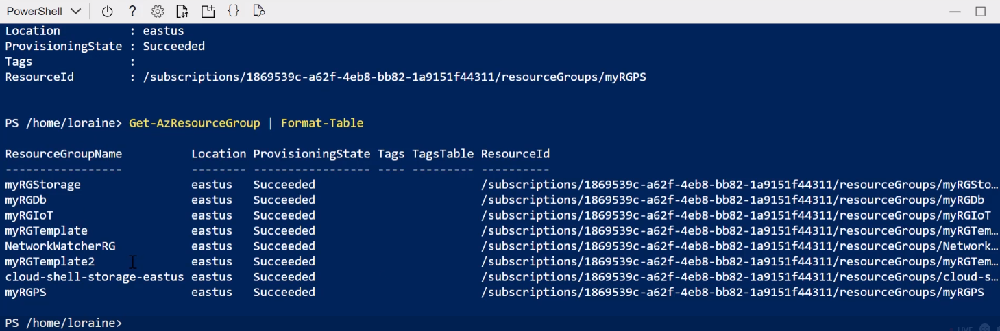 PowerShell
Location : eastus
ProvisioningState : Succeeded
Tags :
ResourceId : /subscriptions/1869539c-a62f-4eb8-bb82-1a9151f44311/resourceGroups/myRGPS
PS /home/loraine> Get-AzResourceGroup | Format-Table
ResourceGroupName Location ProvisioningState Tags TagsTable ResourceId
----------------- -------- ----------------- ---- --------- ----------
myRGStorage eastus Succeeded /subscriptions/1869539c-a62f-4eb8-bb82-1a9151f44311/resourceGroups/myRGSto…
myRGDb eastus Succeeded /subscriptions/1869539c-a62f-4eb8-bb82-1a9151f44311/resourceGroups/myRGDb
myRGIoT eastus Succeeded /subscriptions/1869539c-a62f-4eb8-bb82-1a9151f44311/resourceGroups/myRGIoT
myRGTemplate eastus Succeeded /subscriptions/1869539c-a62f-4eb8-bb82-1a9151f44311/resourceGroups/myRGTem…
NetworkWatcherRG eastus Succeeded /subscriptions/1869539c-a62f-4eb8-bb82-1a9151f44311/resourceGroups/Network…
myRGTemplate2 eastus Succeeded /subscriptions/1869539c-a62f-4eb8-bb82-1a9151f44311/resourceGroups/myRGTem…
cloud-shell-storage-eastus eastus Succeeded /subscriptions/1869539c-a62f-4eb8-bb82-1a9151f44311/resourceGroups/cloud-s…
myRGPS eastus Succeeded /subscriptions/1869539c-a62f-4eb8-bb82-1a9151f44311/resourceGroups/myRGPS
PS /home/loraine>
LIVE